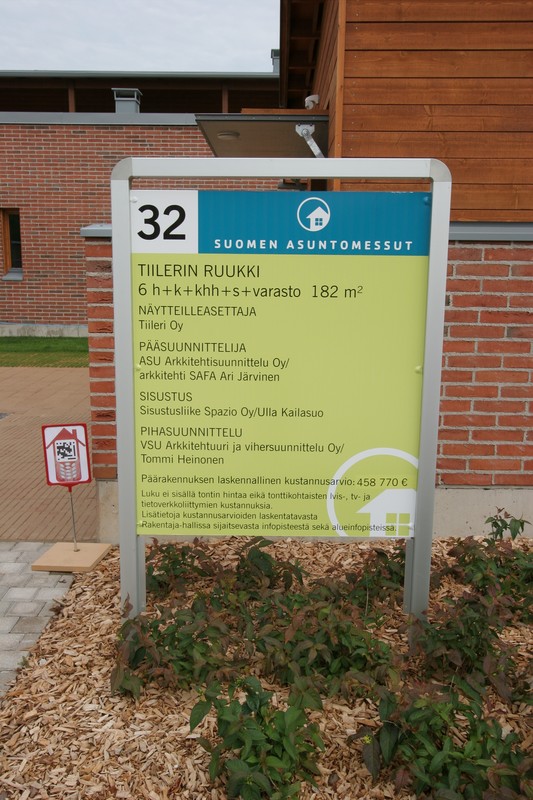 32
SUOMEN ASUNTOMESSUT
TIILERIN RUUKKI
6 h+k+khh+s+varasto 182 m²
NÄYTTEILLEASETTAJA
Tiileri Oy
PÄÄSUUNNITTELIJA
ASU Arkkitehtisuunnittelu Oy/
arkkitehti SAFA Ari Järvinen
SISUSTUS
Sisustusliike Spazio Oy/Ulla Kailasuo
PIHASUUNNITTELU
VSU Arkkitehtuuri ja vihersuunnittelu Oy/
Tommi Heinonen
Päärakennuksen laskennallinen kustannusarvio: 458 770 €
Luku ei sisällä tontin hintaa eikä tonttikohtaisten lvis-, tv- ja
tietoverkkoliittymien kustannuksia.
Lisätietoja kustannusarvioiden laskentatavasta
Rakentaja-hallissa sijaitsevasta infopisteestä sekä alueinfopisteissä.